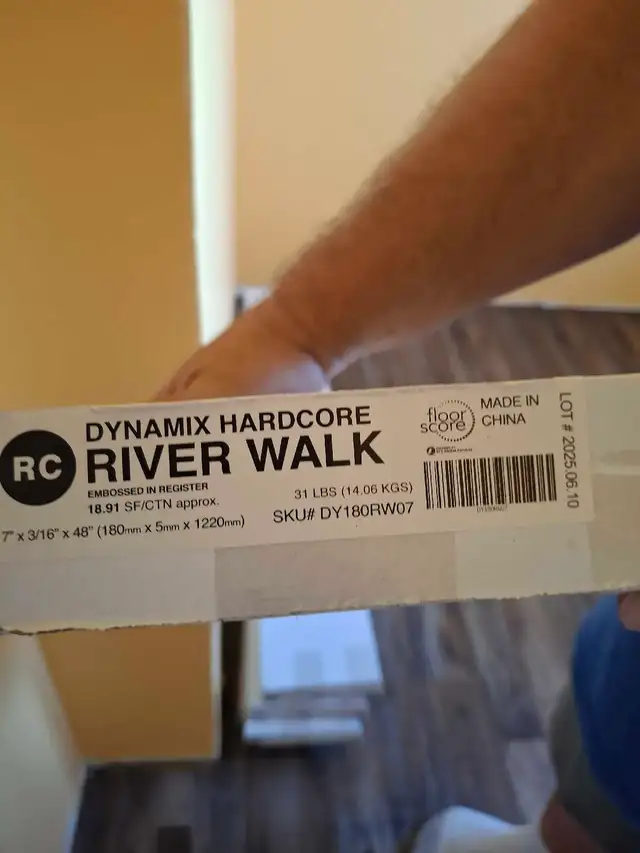 DYNAMIX HARDCORE
RC
RIVER WALK
EMBOSSED IN REGISTER
18.91 SF/CTN approx.
7" x 3/16" x 48" (180mm x 5mm x 1220mm)
31 LBS (14.06 KGS)
SKU# DY180RW07
floor
score
MADE IN
CHINA
LOT # 2025.06.10